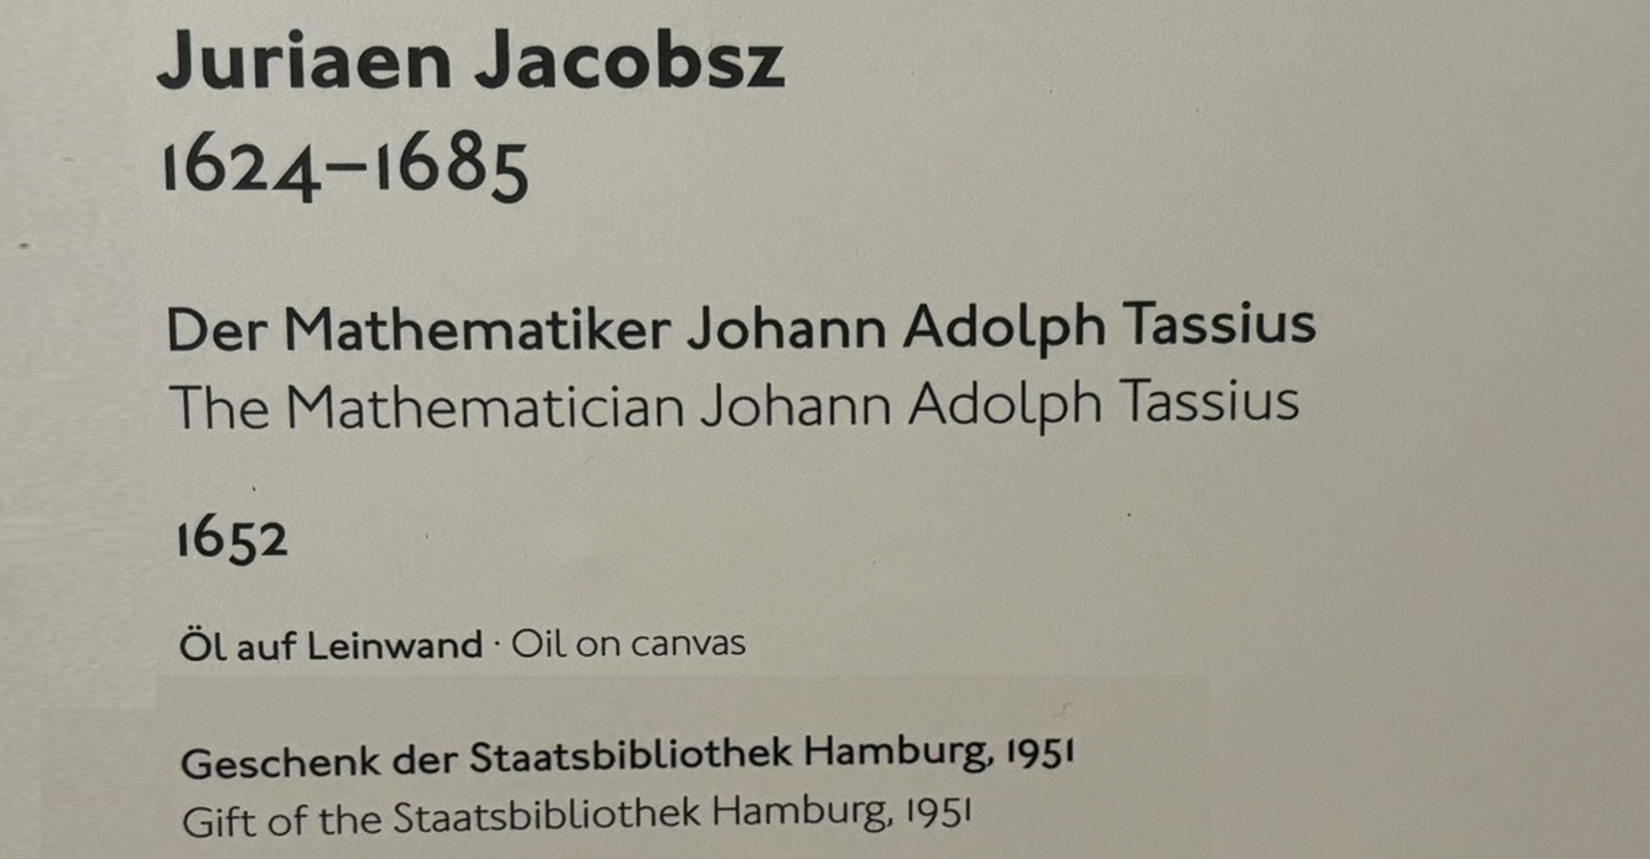 Juriaen Jacobsz
1624–1685
Der Mathematiker Johann Adolph Tassius
The Mathematician Johann Adolph Tassius
1652
Öl auf Leinwand · Oil on canvas
Geschenk der Staatsbibliothek Hamburg, 1951
Gift of the Staatsbibliothek Hamburg, 1951